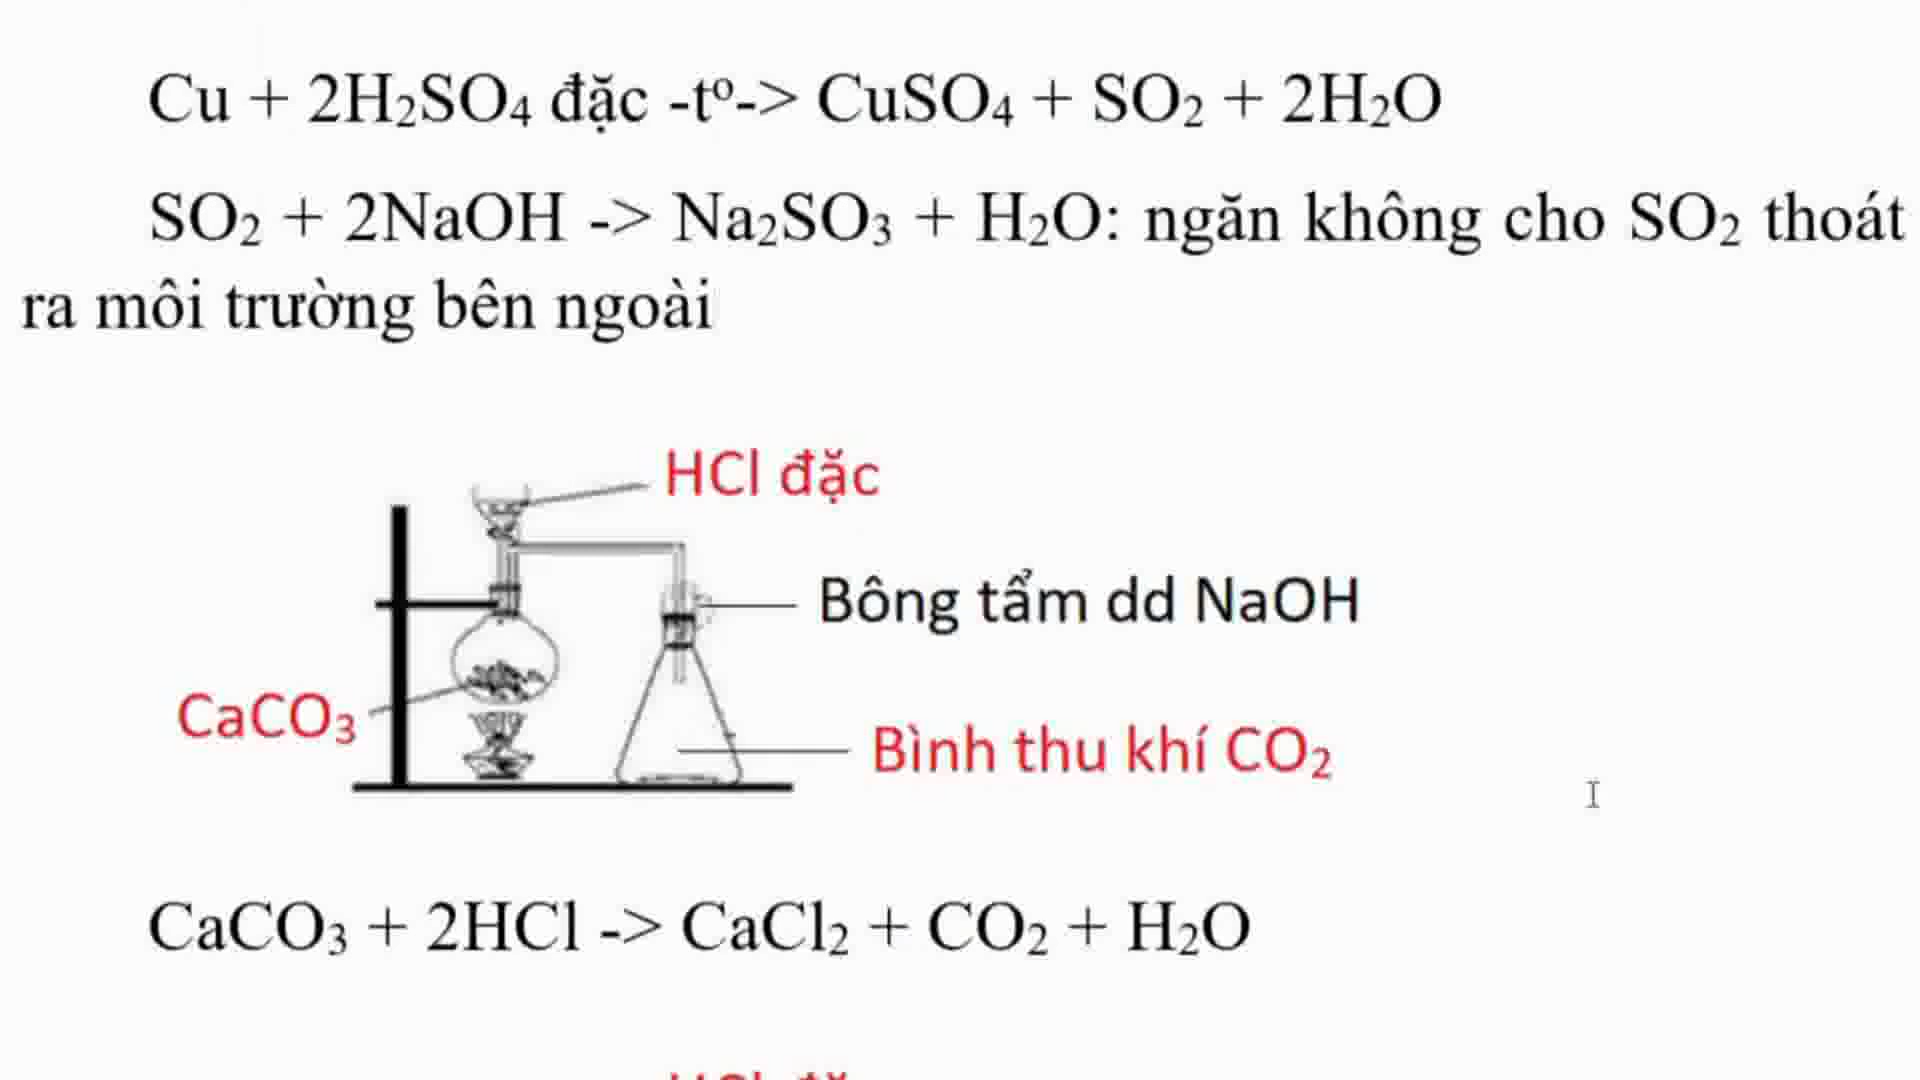 Cu + 2H₂SO₄ đặc -tº-> CuSO₄ + SO₂ + 2H₂O
SO₂ + 2NaOH -> Na₂SO₃ + H₂O: ngăn không cho SO₂ thoát
ra môi trường bên ngoài
HCl đặc
Bông tẩm dd NaOH
CaCO₃
Bình thu khí CO₂
CaCO₃ + 2HCl -> CaCl₂ + CO₂ + H₂O